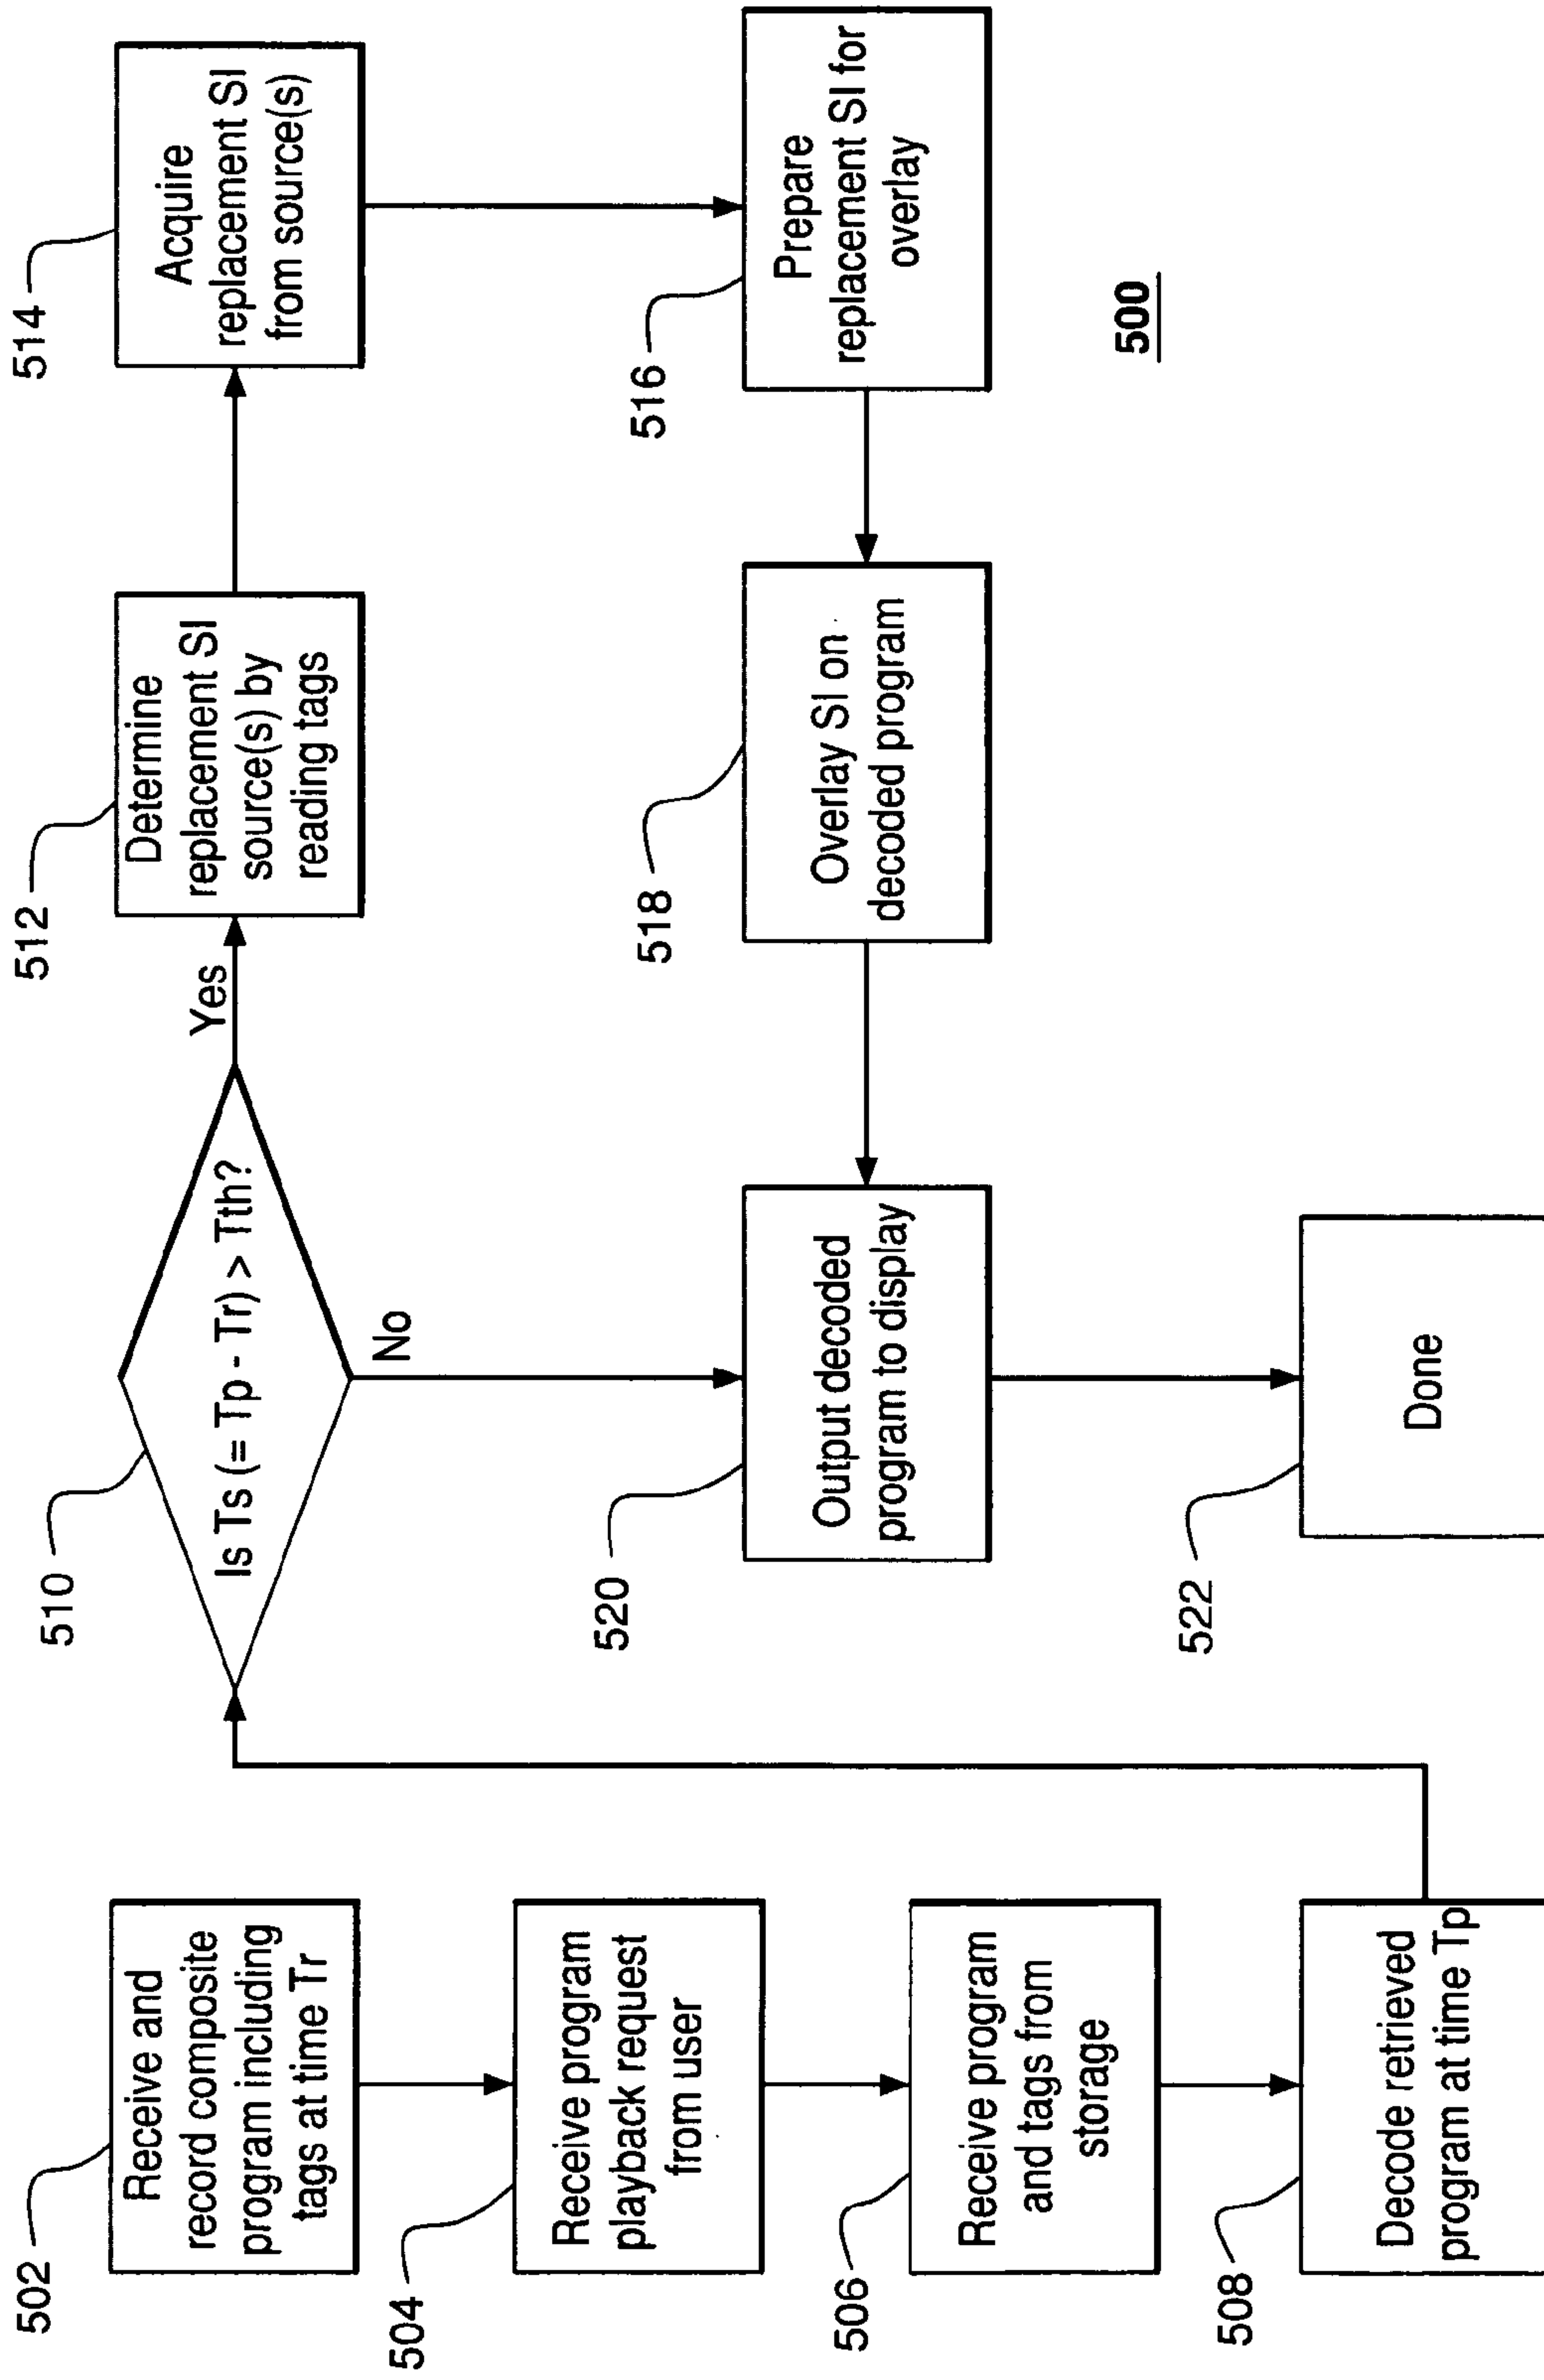 502
Receive and
record composite
program including
tags at time Tr
504
Receive program
playback request
from user
506
Receive program
and tags from
storage
508
Decode retrieved
program at time Tp
510
Is Ts (= Tp - Tr) > Tth?
Yes
No
512
Determine
replacement SI
source(s) by
reading tags
514
Acquire
replacement SI
from source(s)
516
Prepare
replacement SI for
overlay
518
Overlay SI on
decoded program
520
Output decoded
program to display
522
Done
500